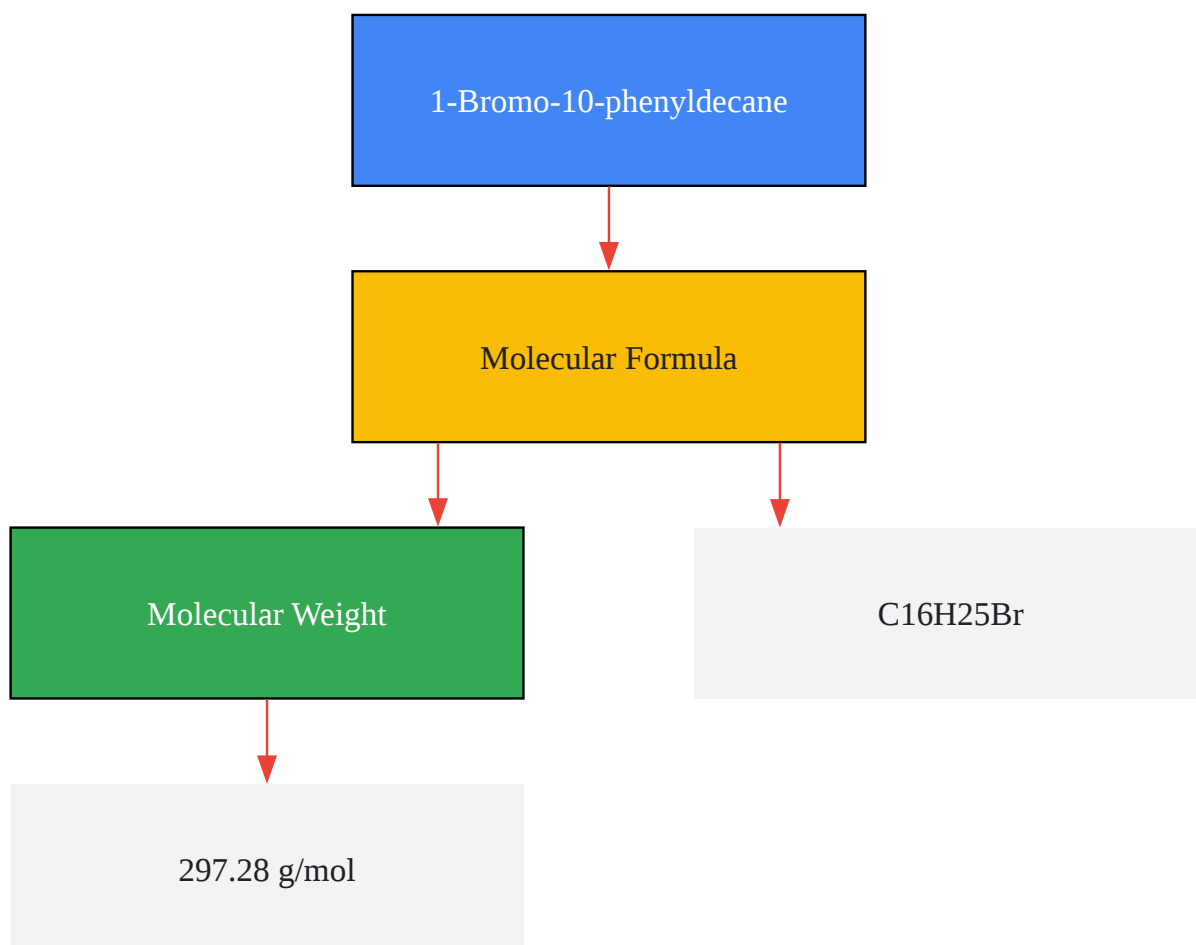 1-Bromo-10-phenyldecane
Molecular Formula
Molecular Weight
C16H25Br
297.28 g/mol